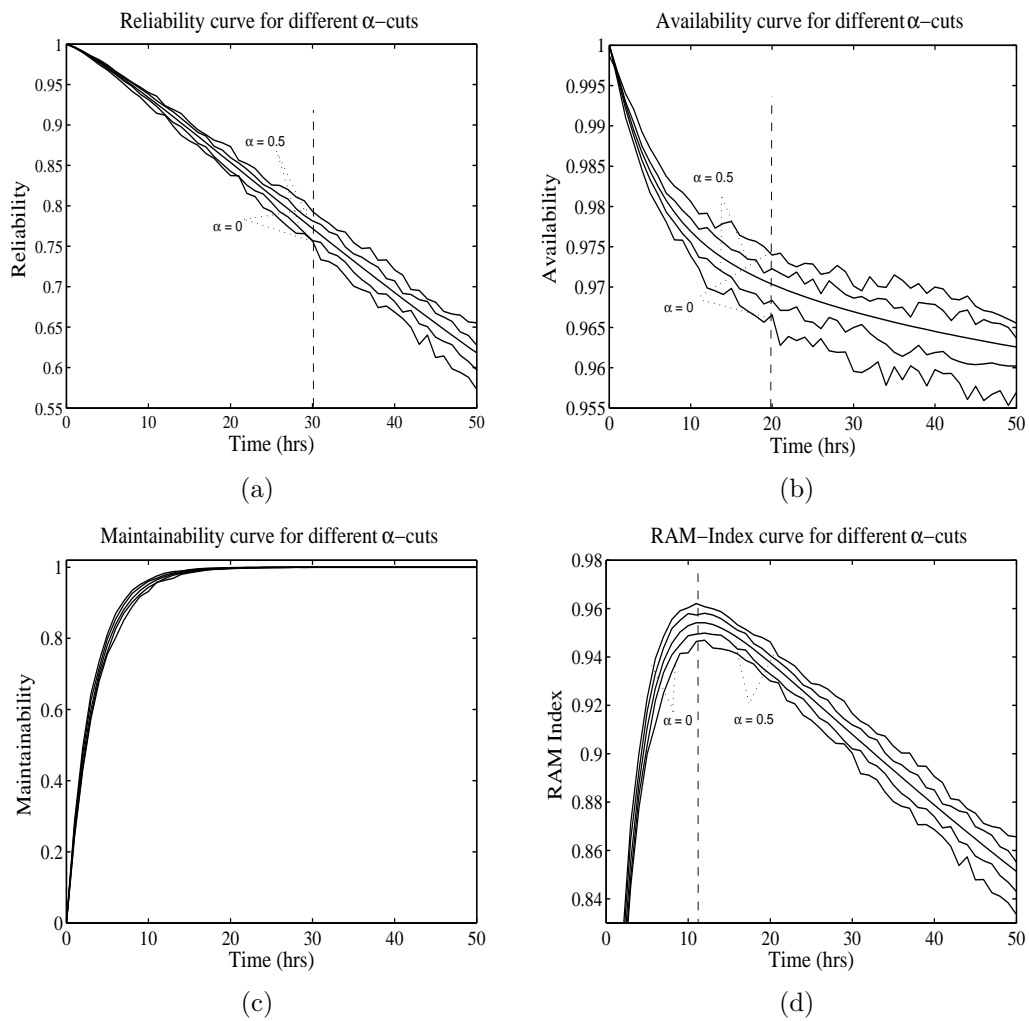 Reliability curve for different α−cuts
1
0.95
0.9
0.85
0.8
0.75
0.7
0.65
0.6
0.55
0
10
20
30
40
50
α = 0.5
α = 0
Reliability
Time (hrs)
(a)
Availability curve for different α−cuts
1
0.995
0.99
0.985
0.98
0.975
0.97
0.965
0.96
0.955
0
10
20
30
40
50
α = 0.5
α = 0
Availability
Time (hrs)
(b)
Maintainability curve for different α−cuts
1
0.8
0.6
0.4
0.2
0
0
10
20
30
40
50
Maintainability
Time (hrs)
(c)
RAM−Index curve for different α−cuts
0.98
0.96
0.94
0.92
0.9
0.88
0.86
0.84
0
10
20
30
40
50
α = 0
α = 0.5
RAM Index
Time (hrs)
(d)